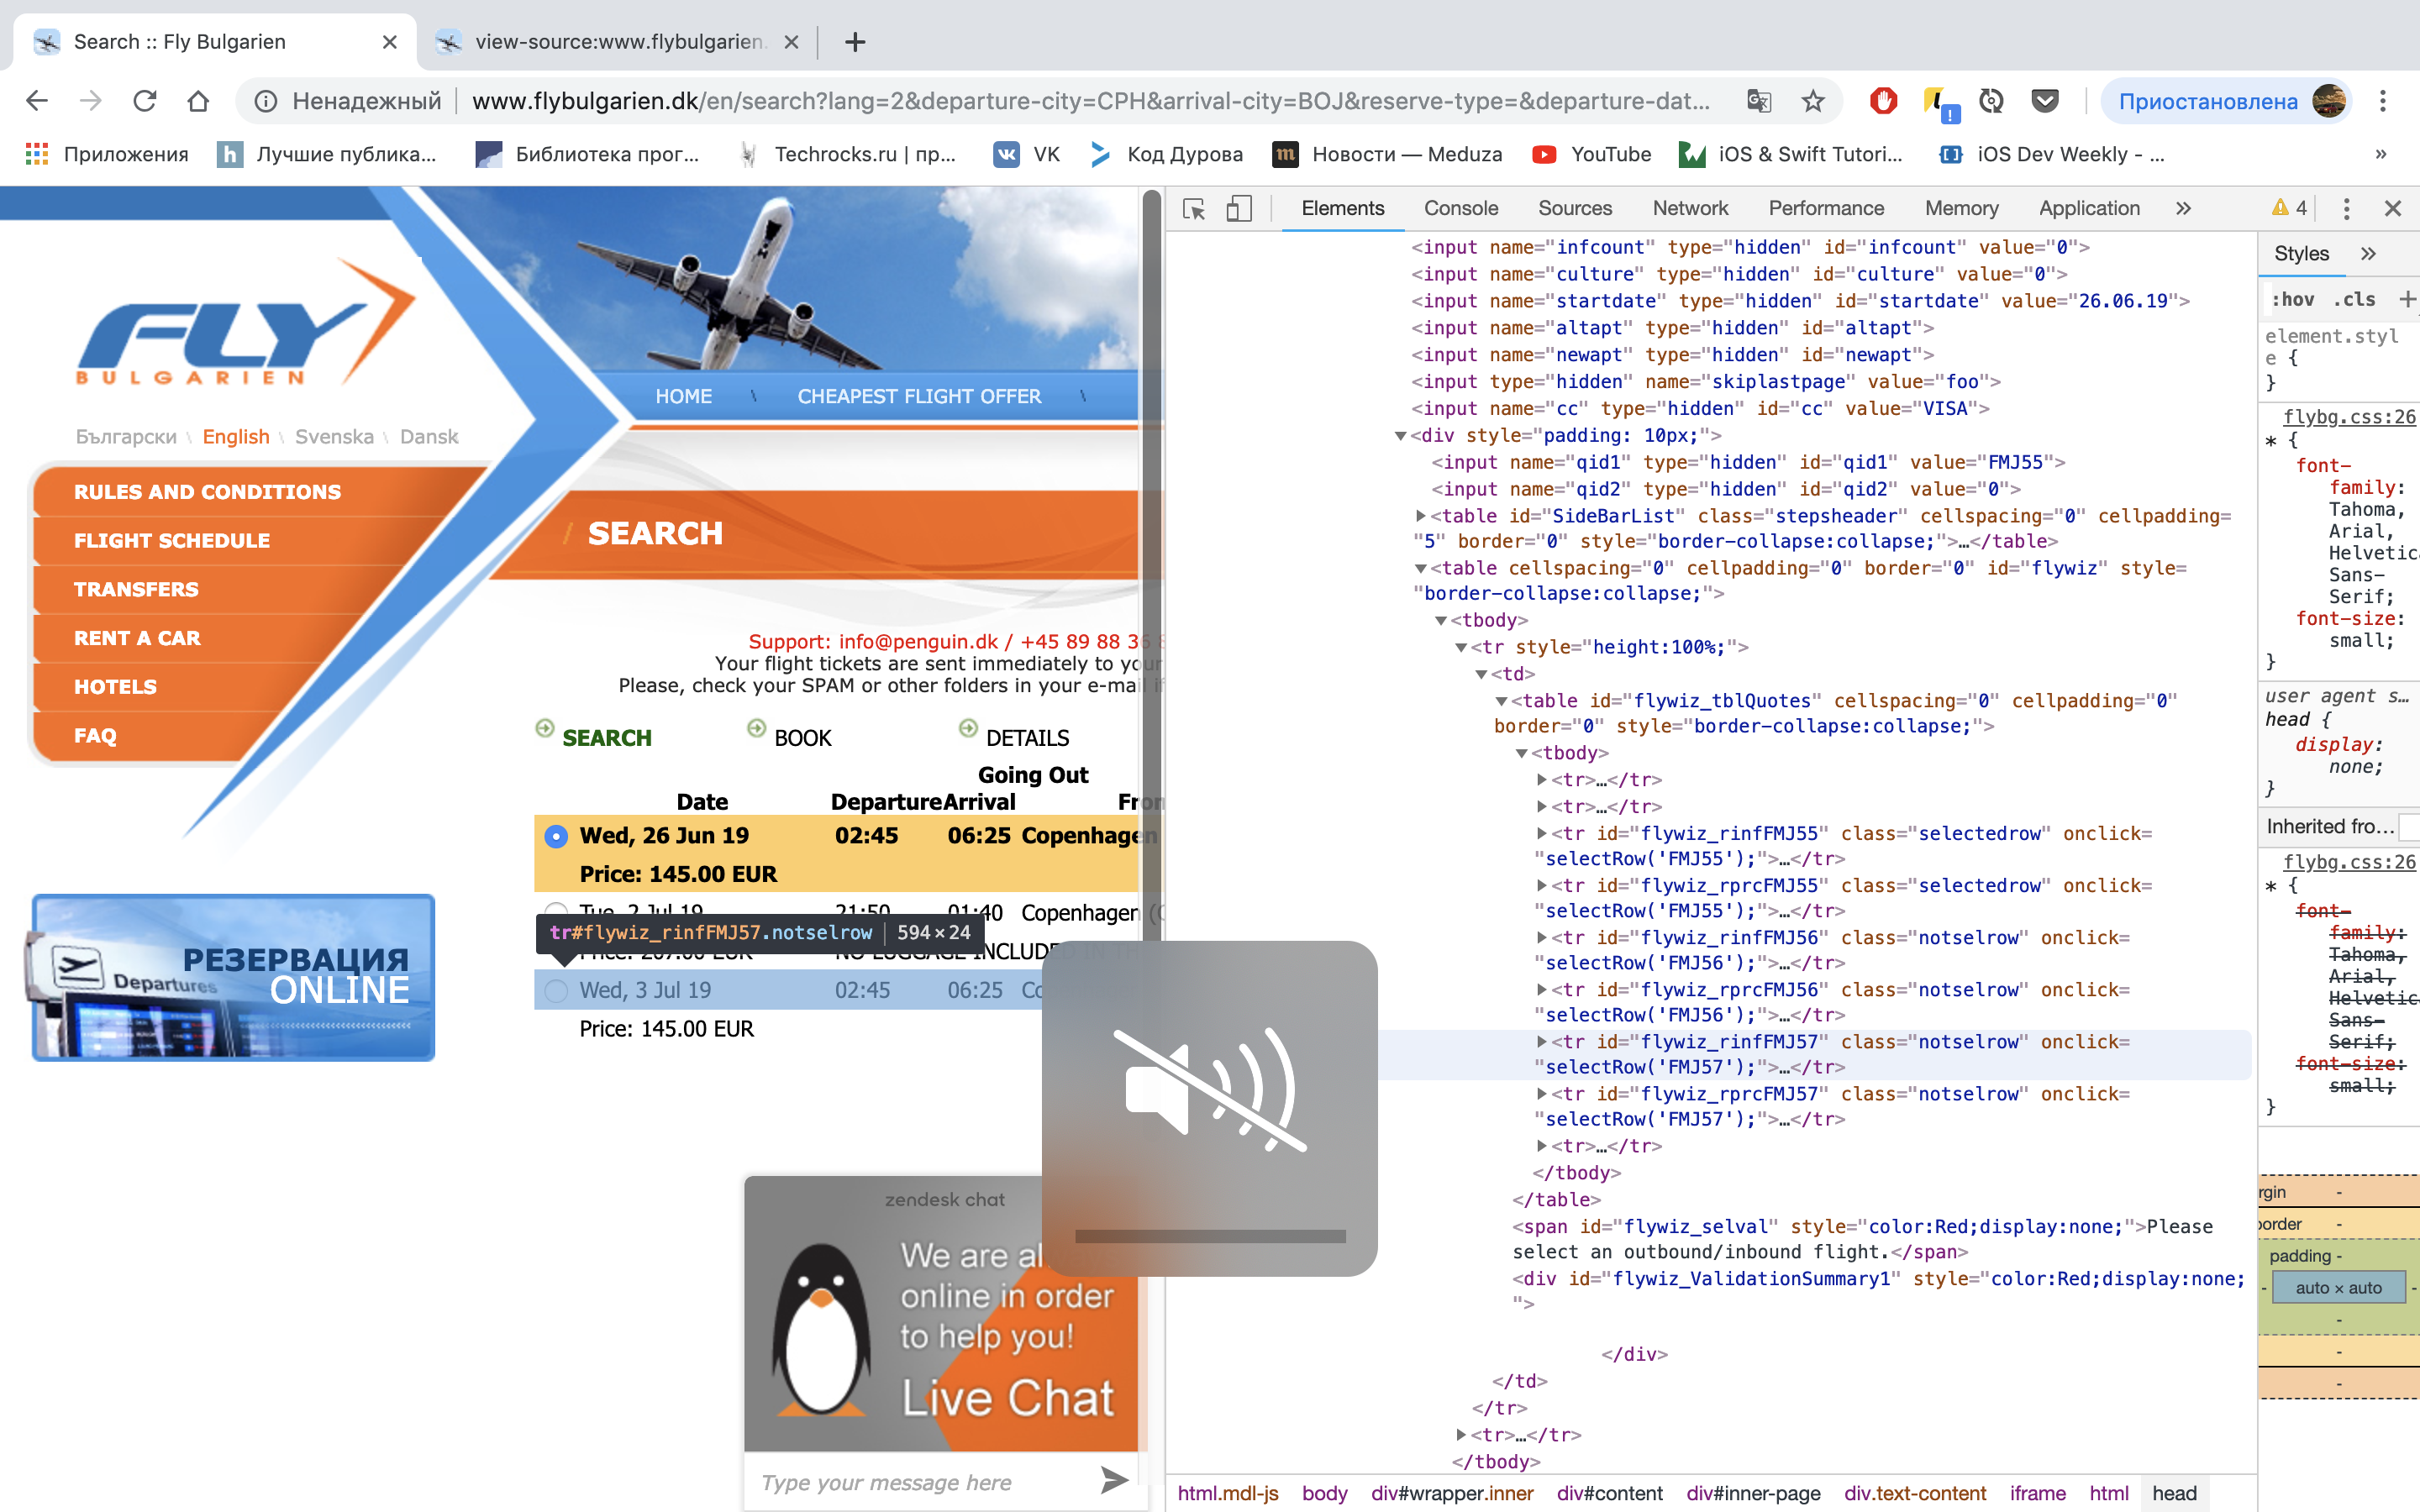 Search :: Fly Bulgarien
view-source:www.flybulgarien.
Ненадежный
www.flybulgarien.dk/en/search?lang=2&departure-city=CPH&arrival-city=BOJ&reserve-type=&departure-dat...
Приостановлена
Приложения
Лучшие публика...
Библиотека прог...
Techrocks.ru | пр...
VK
Код Дурова
Новости — Meduza
YouTube
iOS & Swift Tutori...
iOS Dev Weekly - ...
FLY
BULGARIEN
HOME \ CHEAPEST FLIGHT OFFER \
Български \ English \ Svenska \ Dansk
RULES AND CONDITIONS
FLIGHT SCHEDULE
TRANSFERS
RENT A CAR
HOTELS
FAQ
Departures
РЕЗЕРВАЦИЯ
ONLINE
/ SEARCH
Support: info@penguin.dk / +45 89 88 36
Your flight tickets are sent immediately to your
Please, check your SPAM or other folders in your e-mail if
SEARCH BOOK DETAILS
Going Out
Date Departure Arrival From
Wed, 26 Jun 19 02:45 06:25 Copenhagen
Price: 145.00 EUR
Tue, 2 Jul 19 21:50 01:40 Copenhagen (C
tr#flywiz_rinfFMJ57.notselrow | 594×24
Price: 207.00 EUR NO LUGGAGE INCLUDED IN
Wed, 3 Jul 19 02:45 06:25 Co
Price: 145.00 EUR
zendesk chat
We are al
online in order
to help you!
Live Chat
Type your message here
Elements Console Sources Network Performance Memory Application » 4
<input name="infcount" type="hidden" id="infcount" value="0">
<input name="culture" type="hidden" id="culture" value="0">
<input name="startdate" type="hidden" id="startdate" value="26.06.19">
<input name="altapt" type="hidden" id="altapt">
<input name="newapt" type="hidden" id="newapt">
<input type="hidden" name="skiplastpage" value="foo">
<input name="cc" type="hidden" id="cc" value="VISA">
<div style="padding: 10px;">
<input name="qid1" type="hidden" id="qid1" value="FMJ55">
<input name="qid2" type="hidden" id="qid2" value="0">
<table id="SideBarList" class="stepsheader" cellspacing="0" cellpadding=
"5" border="0" style="border-collapse:collapse;">…</table>
<table cellspacing="0" cellpadding="0" border="0" id="flywiz" style=
"border-collapse:collapse;">
<tbody>
<tr style="height:100%;">
<td>
<table id="flywiz_tblQuotes" cellspacing="0" cellpadding="0"
border="0" style="border-collapse:collapse;">
<tbody>
<tr>…</tr>
<tr>…</tr>
<tr id="flywiz_rinfFMJ55" class="selectedrow" onclick=
"selectRow('FMJ55');">…</tr>
<tr id="flywiz_rprcFMJ55" class="selectedrow" onclick=
"selectRow('FMJ55');">…</tr>
<tr id="flywiz_rinfFMJ56" class="notselrow" onclick=
"selectRow('FMJ56');">…</tr>
<tr id="flywiz_rprcFMJ56" class="notselrow" onclick=
"selectRow('FMJ56');">…</tr>
<tr id="flywiz_rinfFMJ57" class="notselrow" onclick=
"selectRow('FMJ57');">…</tr>
<tr id="flywiz_rprcFMJ57" class="notselrow" onclick=
"selectRow('FMJ57');">…</tr>
<tr>…</tr>
</tbody>
</table>
<span id="flywiz_selval" style="color:Red;display:none;">Please
select an outbound/inbound flight.</span>
<div id="flywiz_ValidationSummary1" style="color:Red;display:none;
">
</div>
</td>
</tr>
<tr>…</tr>
</tbody>
html.mdl-js body div#wrapper.inner div#content div#inner-page div.text-content iframe html head
Styles »
:hov .cls +
element.styl
e {
}
flybg.css:26
* {
font-
family:
Tahoma,
Arial,
Helvetic
Sans-
Serif;
font-size:
small;
}
user agent s…
head {
display:
none;
}
Inherited fro…
flybg.css:26
* {
font-
family:
Tahoma,
Arial,
Helvetic
Sans-
Serif;
font-size:
small;
}
rgin -
border -
padding -
- auto × auto -
-
-
-